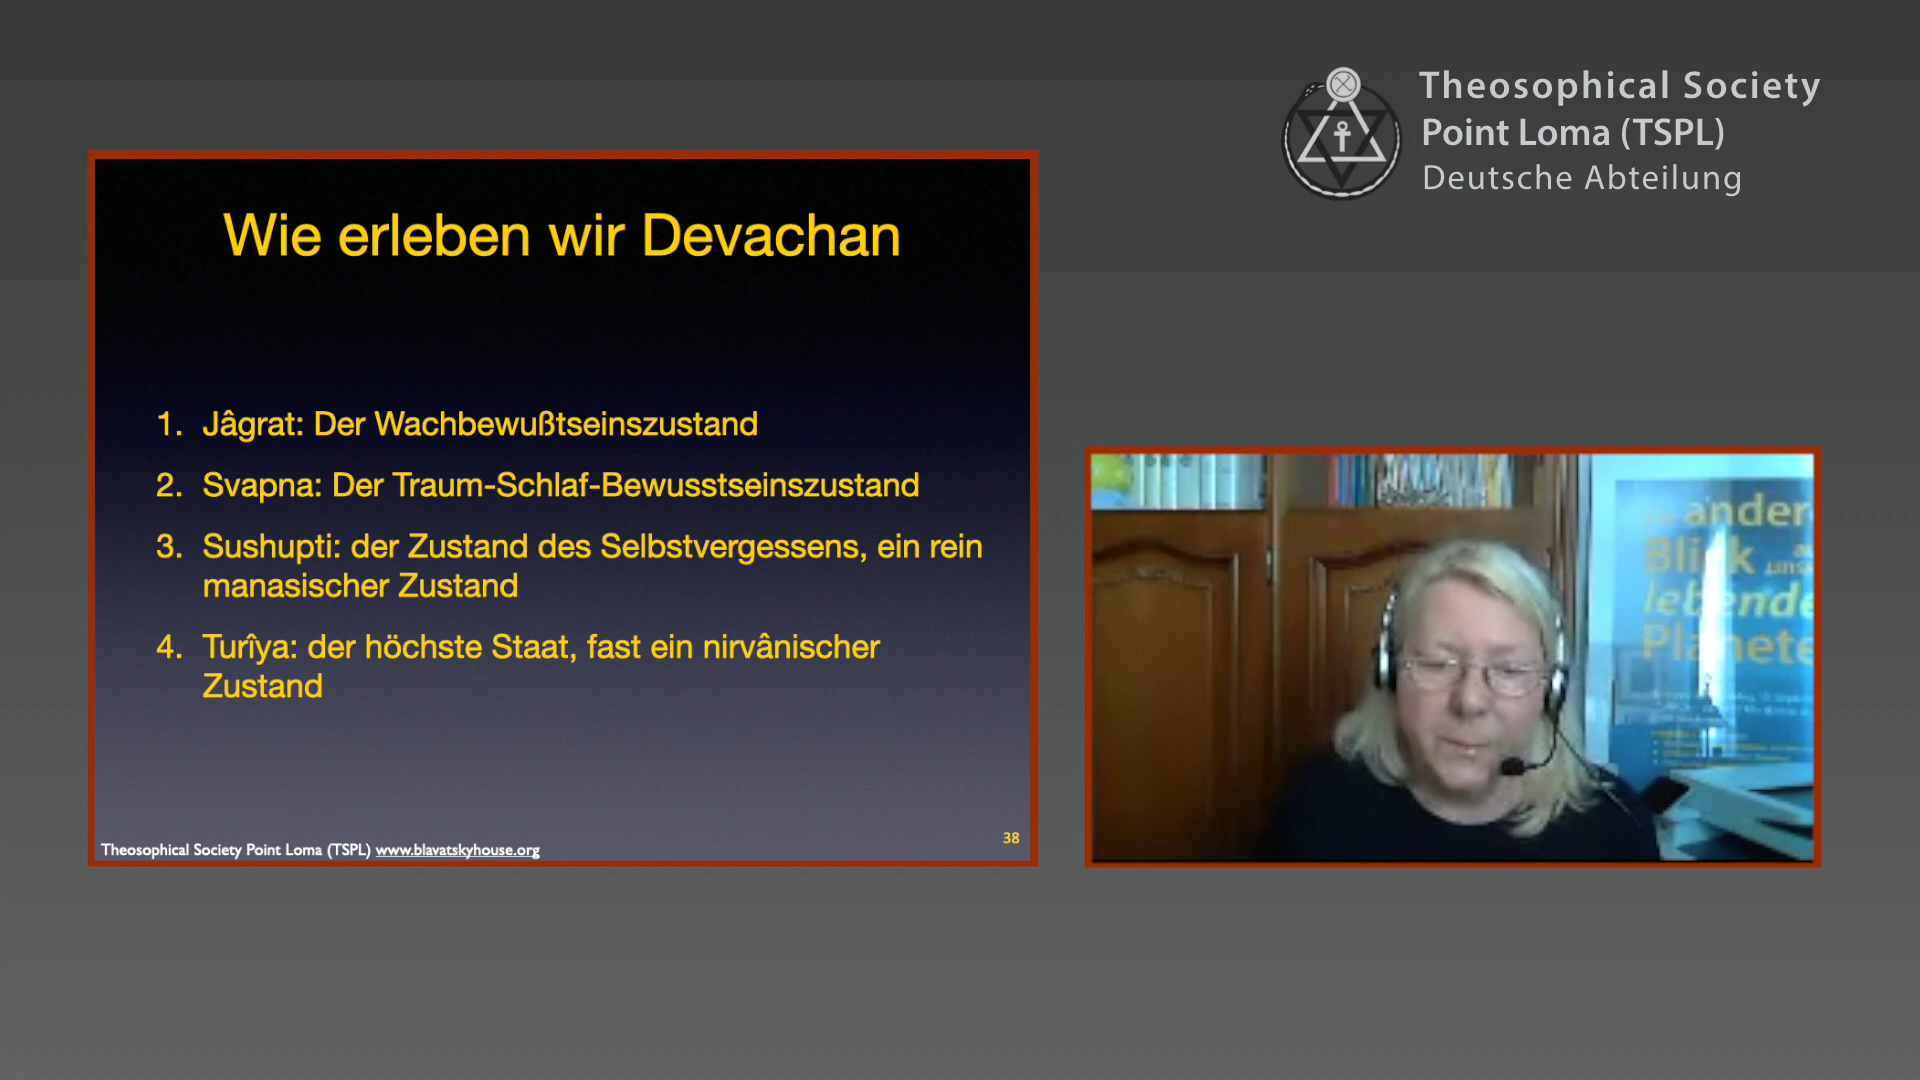 Theosophical Society
Point Loma (TSPL)
Deutsche Abteilung
Wie erleben wir Devachan
1. Jâgrat: Der Wachbewußtseinszustand
2. Svapna: Der Traum-Schlaf-Bewusstseinszustand
3. Sushupti: der Zustand des Selbstvergessens, ein rein
manasischer Zustand
4. Turîya: der höchste Staat, fast ein nirvânischer
Zustand
38
Theosophical Society Point Loma (TSPL) www.blavatskyhouse.org
ander
Blick
lebende
Planete